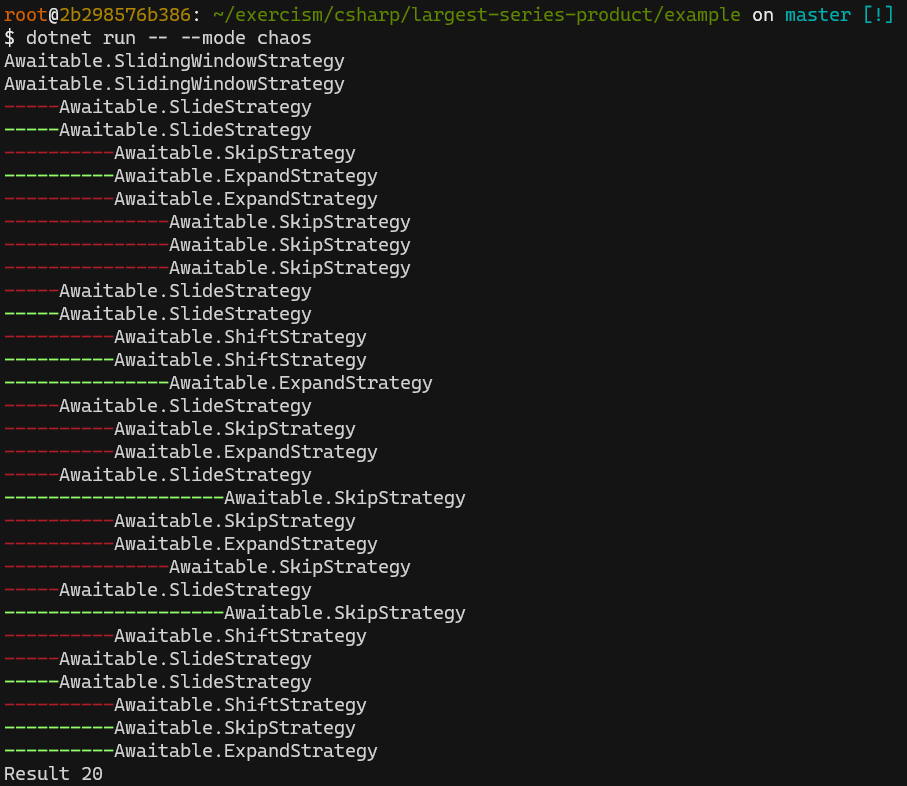 root@2b298576b386: ~/exercism/csharp/largest-series-product/example on master [!]
$ dotnet run -- --mode chaos
Awaitable.SlidingWindowStrategy
Awaitable.SlidingWindowStrategy
-----Awaitable.SlideStrategy
-----Awaitable.SlideStrategy
----------Awaitable.SkipStrategy
----------Awaitable.ExpandStrategy
----------Awaitable.ExpandStrategy
---------------Awaitable.SkipStrategy
---------------Awaitable.SkipStrategy
---------------Awaitable.SkipStrategy
-----Awaitable.SlideStrategy
-----Awaitable.SlideStrategy
----------Awaitable.ShiftStrategy
----------Awaitable.ShiftStrategy
---------------Awaitable.ExpandStrategy
-----Awaitable.SlideStrategy
----------Awaitable.SkipStrategy
----------Awaitable.ExpandStrategy
-----Awaitable.SlideStrategy
--------------------Awaitable.SkipStrategy
----------Awaitable.SkipStrategy
----------Awaitable.ExpandStrategy
---------------Awaitable.SkipStrategy
-----Awaitable.SlideStrategy
--------------------Awaitable.SkipStrategy
----------Awaitable.ShiftStrategy
-----Awaitable.SlideStrategy
-----Awaitable.SlideStrategy
----------Awaitable.ShiftStrategy
----------Awaitable.SkipStrategy
----------Awaitable.ExpandStrategy
Result 20